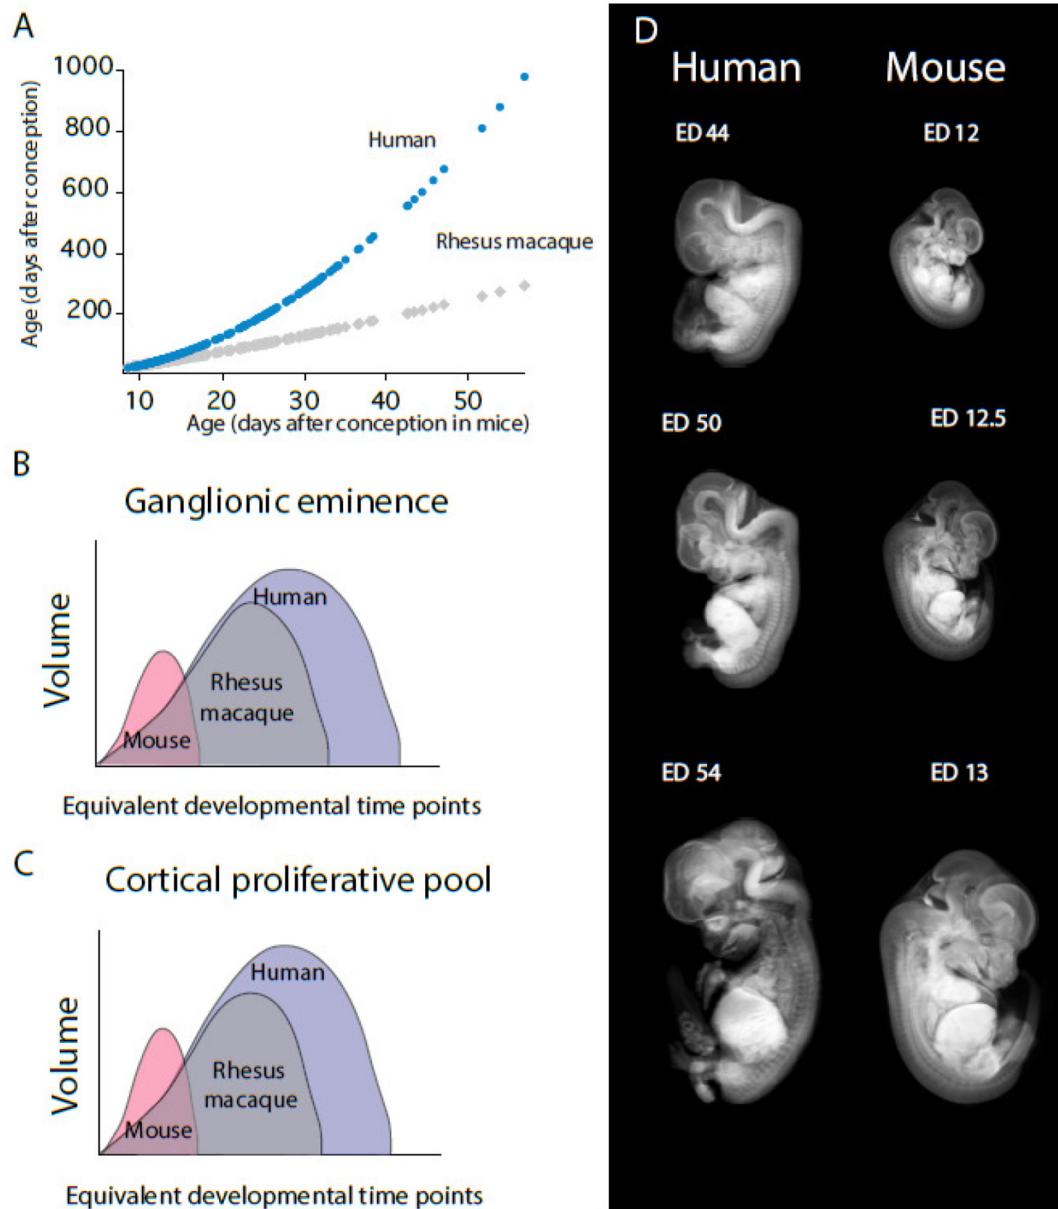 A
1000
800
600
400
200
Age (days after conception)
Human
Rhesus macaque
10 20 30 40 50
Age (days after conception in mice)
B
Ganglionic eminence
Volume
Human
Rhesus
macaque
Mouse
Equivalent developmental time points
C
Cortical proliferative pool
Volume
Human
Rhesus
macaque
Mouse
Equivalent developmental time points
D
Human Mouse
ED 44 ED 12
ED 50 ED 12.5
ED 54 ED 13